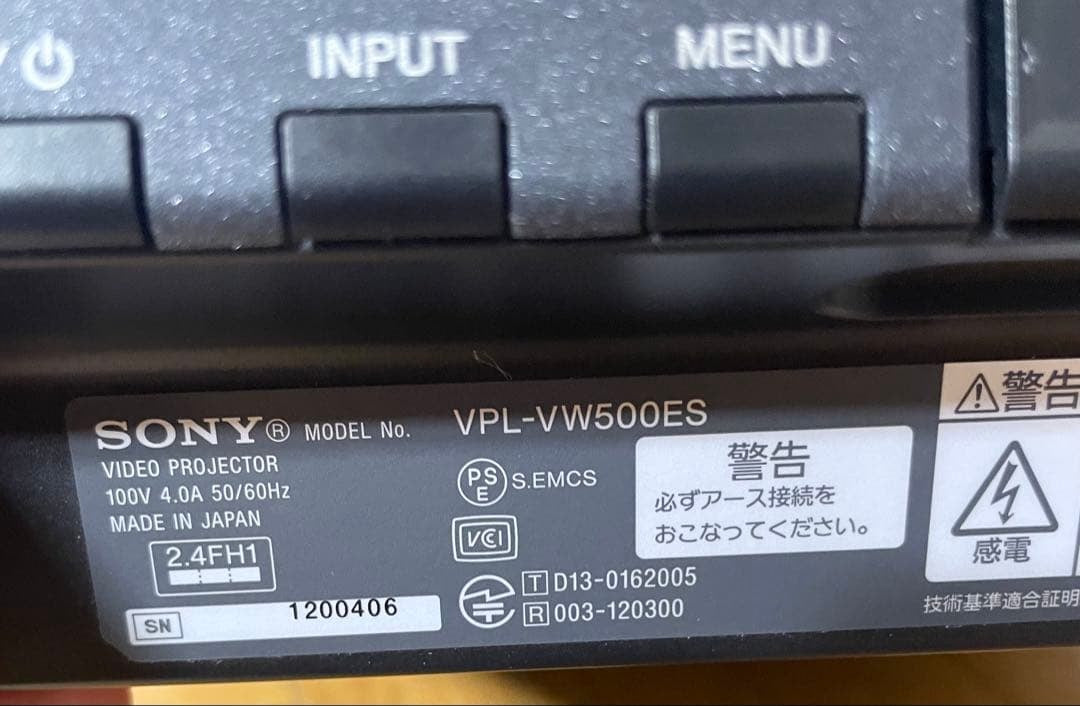 INPUT
MENU
SONY® MODEL No. VPL-VW500ES
VIDEO PROJECTOR
100V 4.0A 50/60Hz
MADE IN JAPAN
2.4FH1
SN 1200406
PSE S.EMCS
VCI
T D13-0162005
R 003-120300
警告
必ずアース接続を
おこなってください。
⚠警告
感電
技術基準適合証明